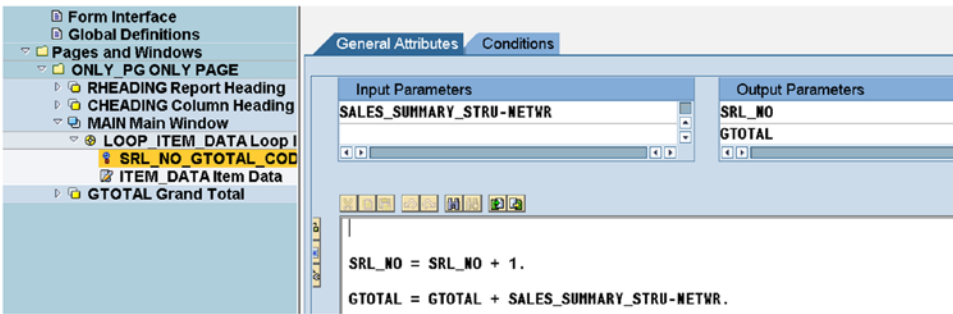 Form Interface
Global Definitions
Pages and Windows
ONLY_PG ONLY PAGE
RHEADING Report Heading
CHEADING Column Heading
MAIN Main Window
LOOP_ITEM_DATA Loop I
SRL_NO_GTOTAL_COD
ITEM_DATA Item Data
GTOTAL Grand Total
General Attributes Conditions
Input Parameters Output Parameters
SALES_SUMMARY_STRU-NETWR SRL_NO
GTOTAL
SRL_NO = SRL_NO + 1.
GTOTAL = GTOTAL + SALES_SUMMARY_STRU-NETWR.